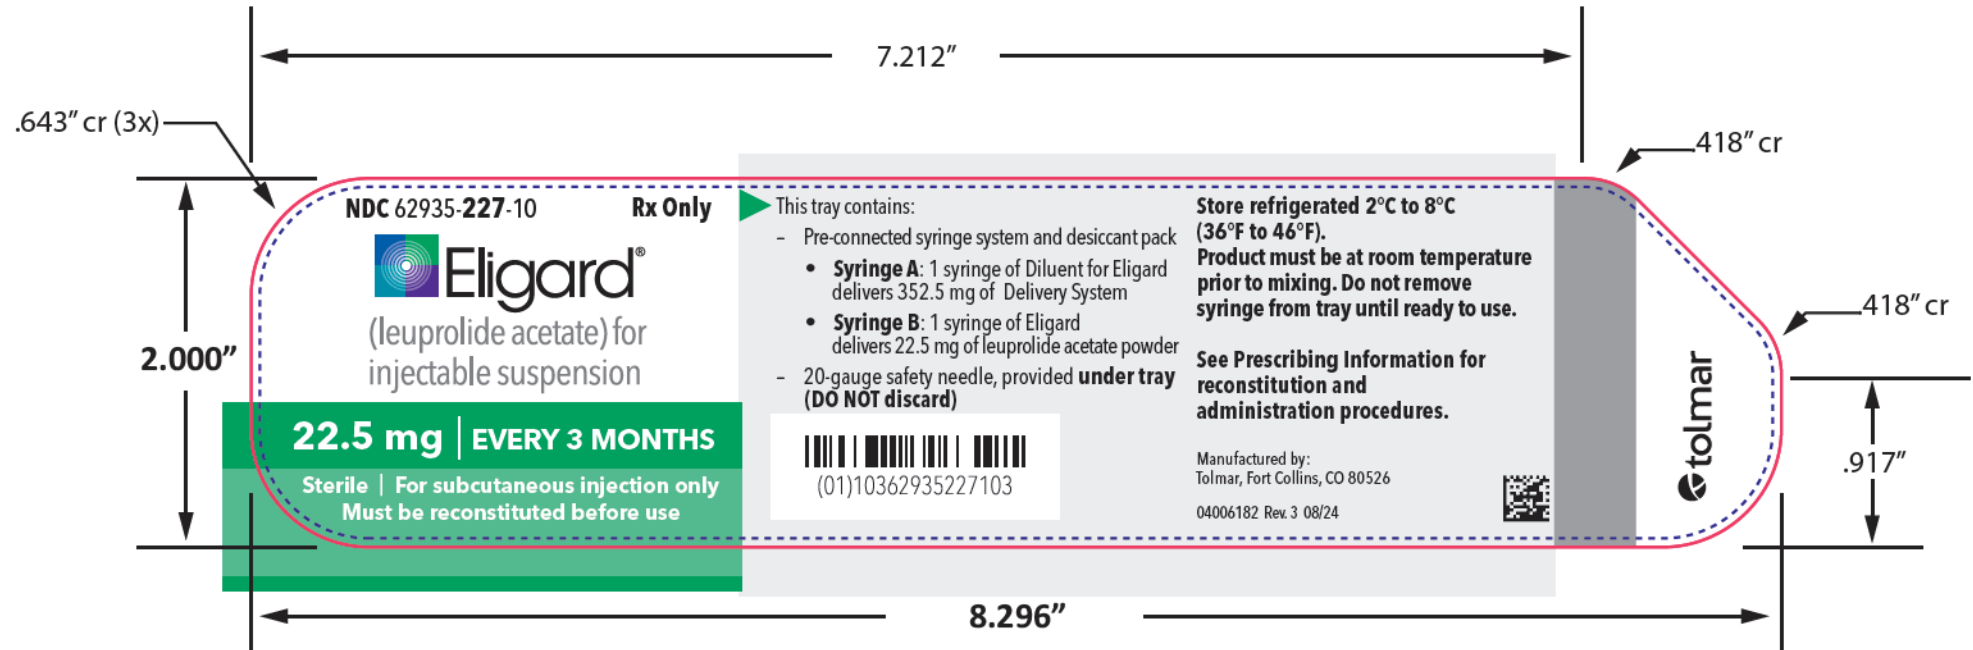 7.212”
.643” cr (3x)
.418” cr
.418” cr
2.000”
.917”
8.296”
NDC 62935-227-10 Rx Only
Eligard®
(leuprolide acetate) for
injectable suspension
22.5 mg | EVERY 3 MONTHS
Sterile | For subcutaneous injection only
Must be reconstituted before use
This tray contains:
– Pre-connected syringe system and desiccant pack
• Syringe A: 1 syringe of Diluent for Eligard
delivers 352.5 mg of Delivery System
• Syringe B: 1 syringe of Eligard
delivers 22.5 mg of leuprolide acetate powder
– 20-gauge safety needle, provided under tray
(DO NOT discard)
(01)10362935227103
Store refrigerated 2°C to 8°C
(36°F to 46°F).
Product must be at room temperature
prior to mixing. Do not remove
syringe from tray until ready to use.
See Prescribing Information for
reconstitution and
administration procedures.
Manufactured by:
Tolmar, Fort Collins, CO 80526
04006182 Rev. 3 08/24
tolmar